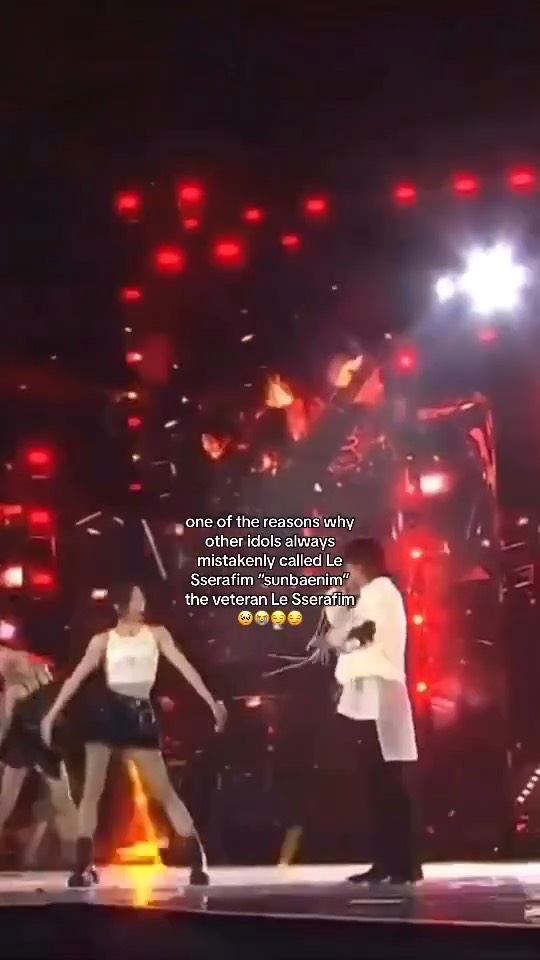 one of the reasons why
other idols always
mistakenly called Le
Sserafim "sunbaenim"
the veteran Le Sserafim
🥹😭😏😏